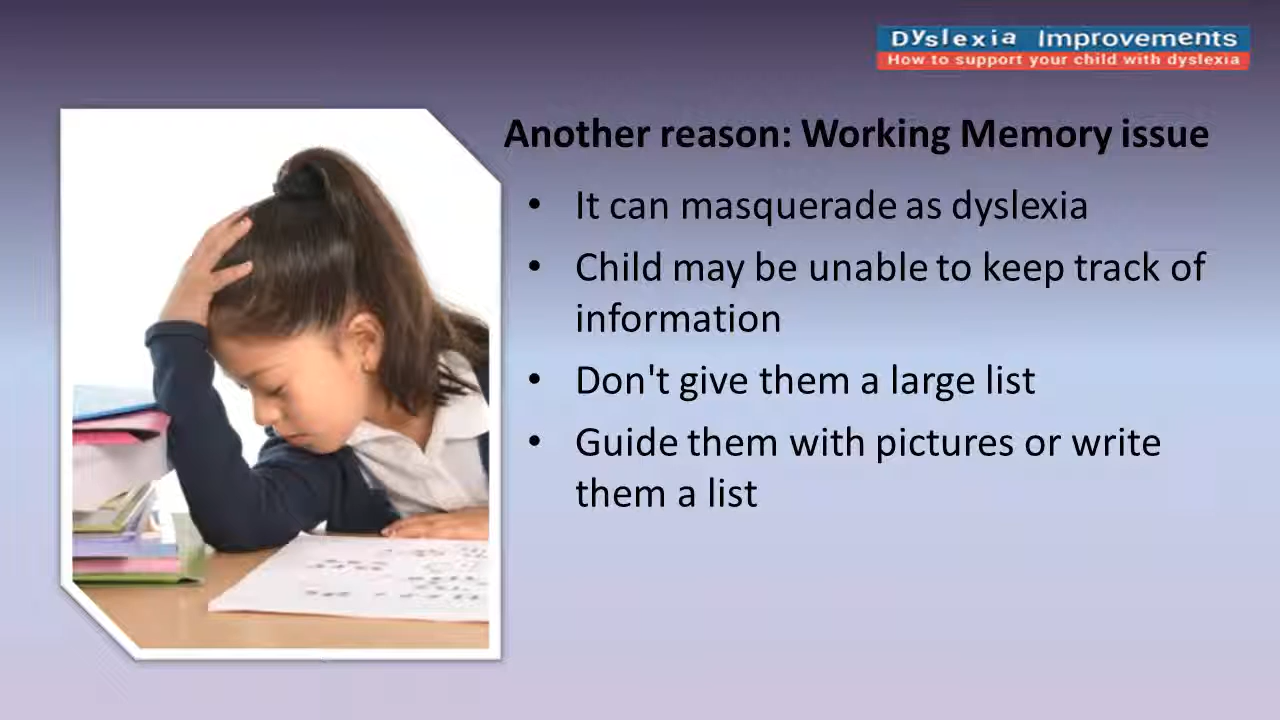 Dyslexia Improvements
How to support your child with dyslexia
Another reason: Working Memory issue
• It can masquerade as dyslexia
• Child may be unable to keep track of
information
• Don't give them a large list
• Guide them with pictures or write
them a list